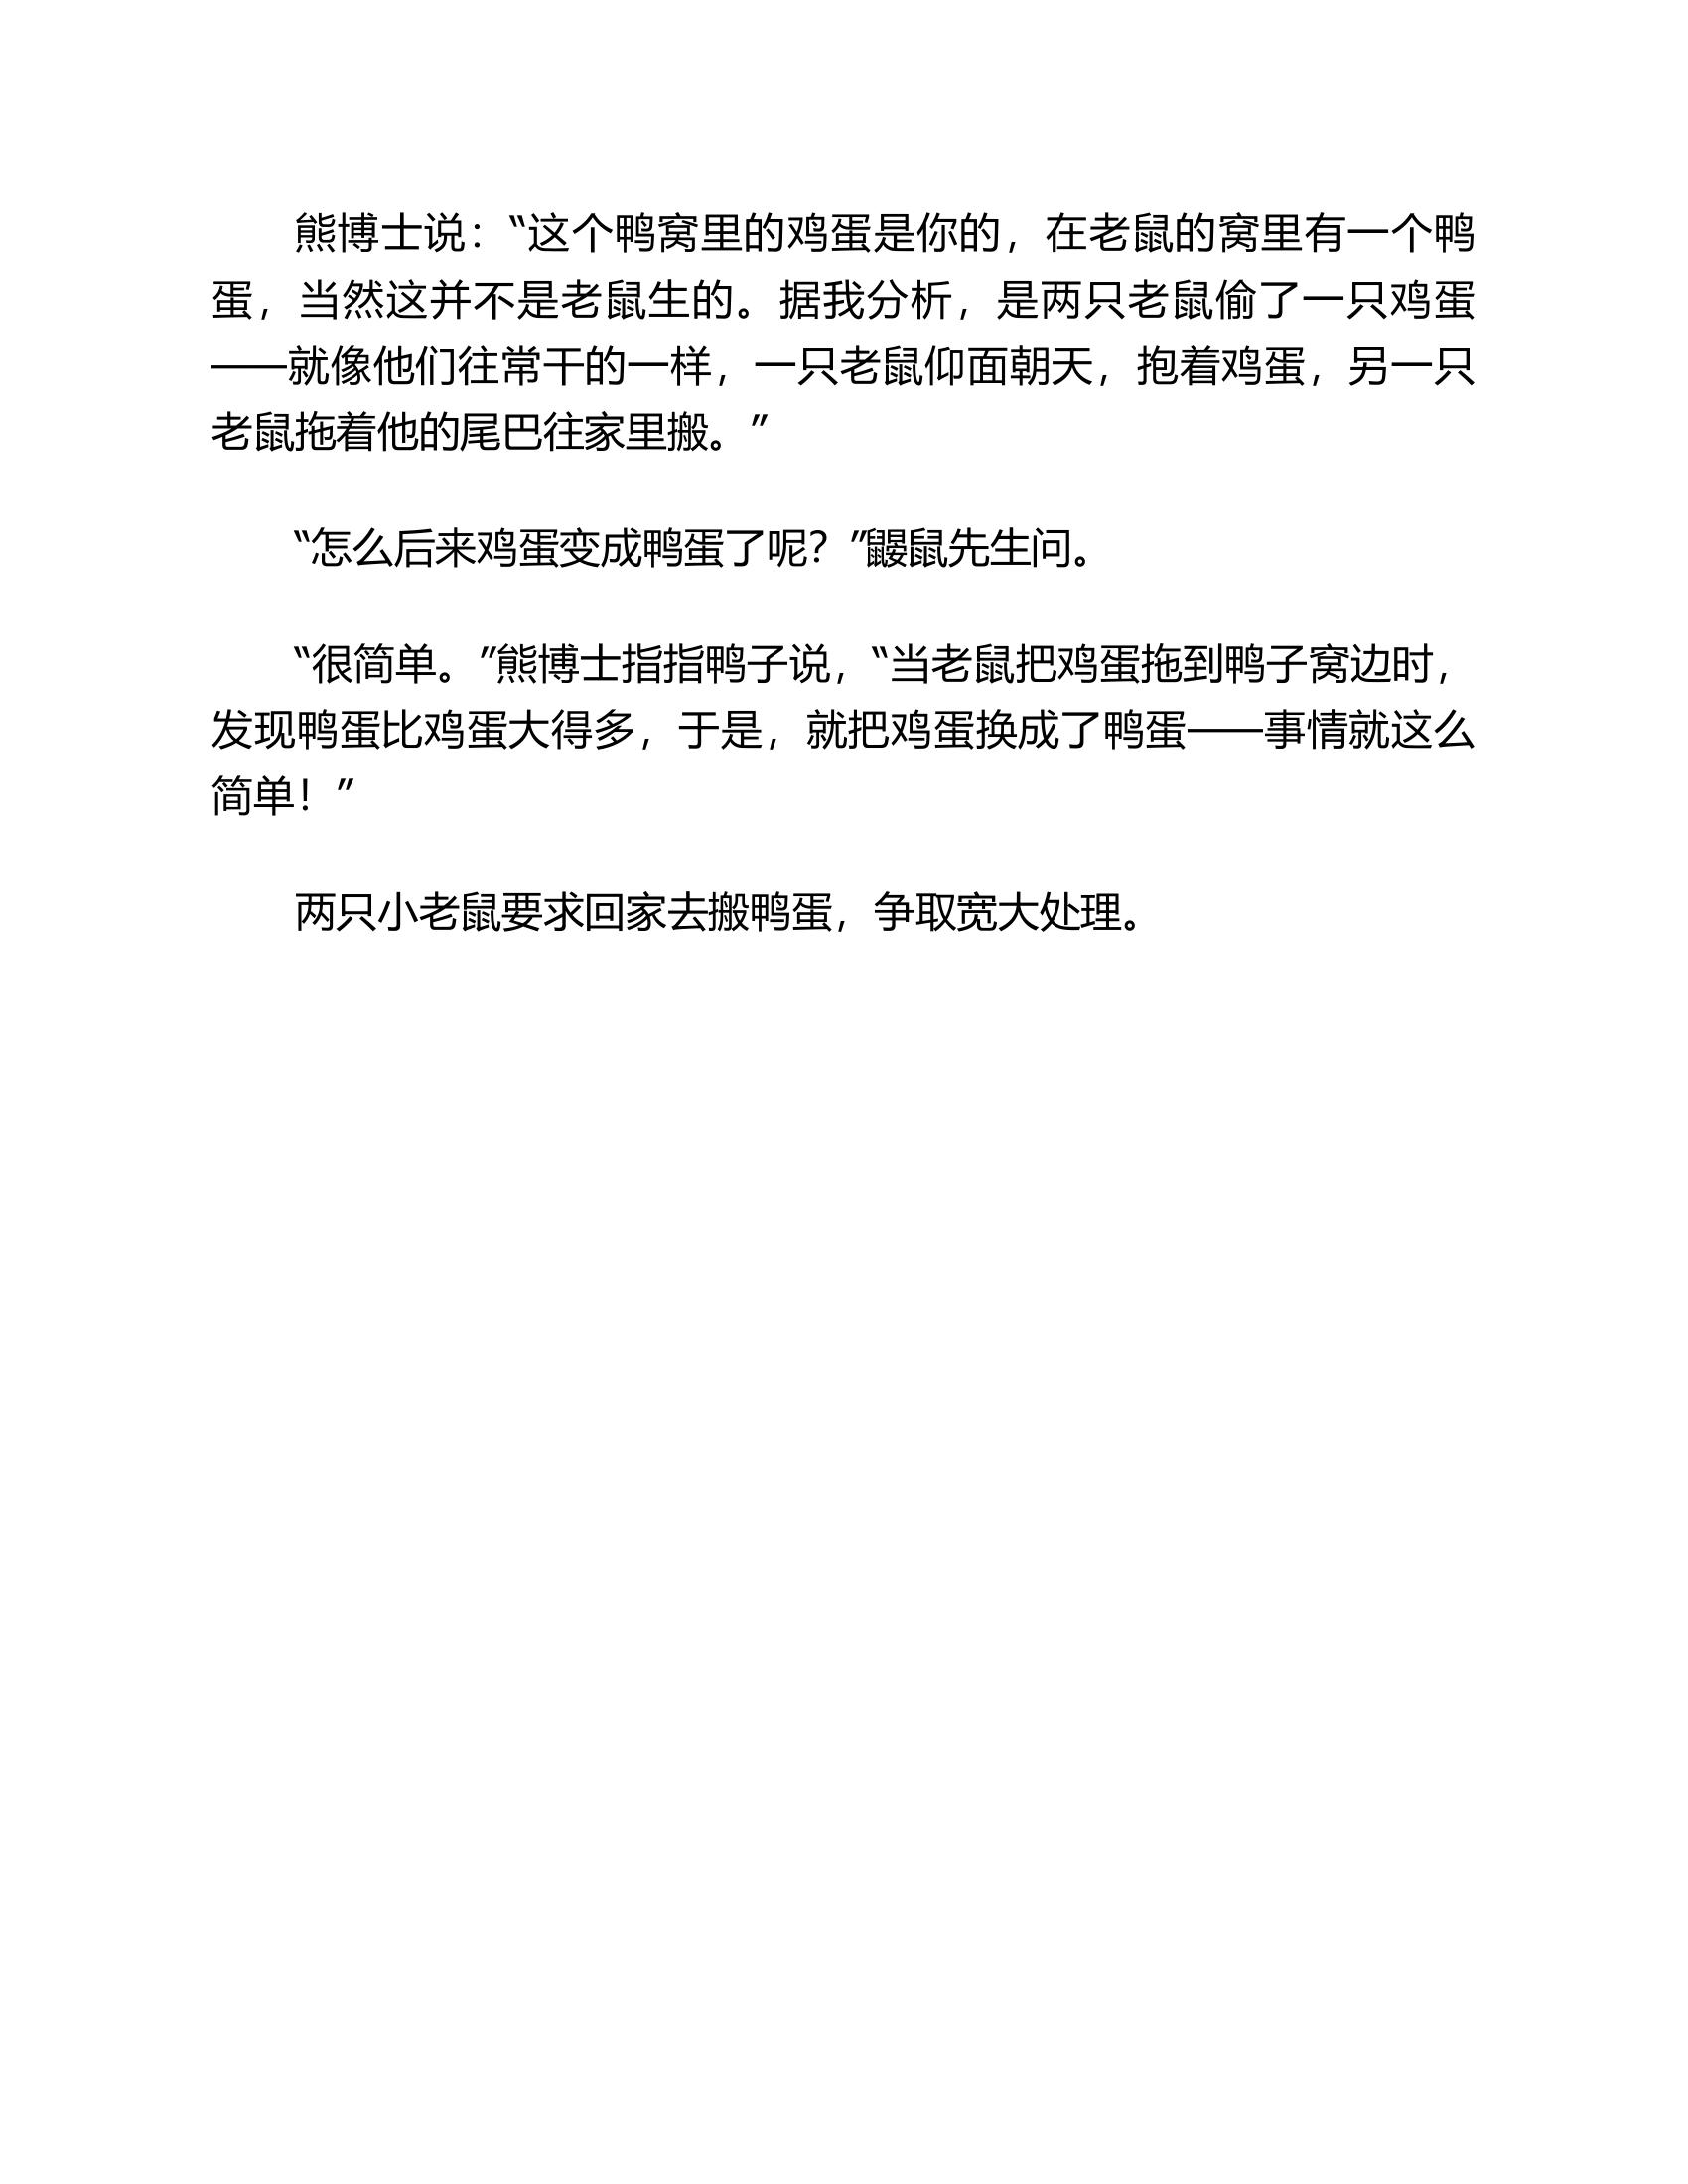 熊博士说：“这个鸭窝里的鸡蛋是你的，在老鼠的窝里有一个鸭
蛋，当然这并不是老鼠生的。据我分析，是两只老鼠偷了一只鸡蛋
——就像他们往常干的一样，一只老鼠仰面朝天，抱着鸡蛋，另一只
老鼠拖着他的尾巴往家里搬。”
“怎么后来鸡蛋变成鸭蛋了呢？”鼹鼠先生问。
“很简单。”熊博士指指鸭子说，“当老鼠把鸡蛋拖到鸭子窝边时，
发现鸭蛋比鸡蛋大得多，于是，就把鸡蛋换成了鸭蛋——事情就这么
简单！”
两只小老鼠要求回家去搬鸭蛋，争取宽大处理。